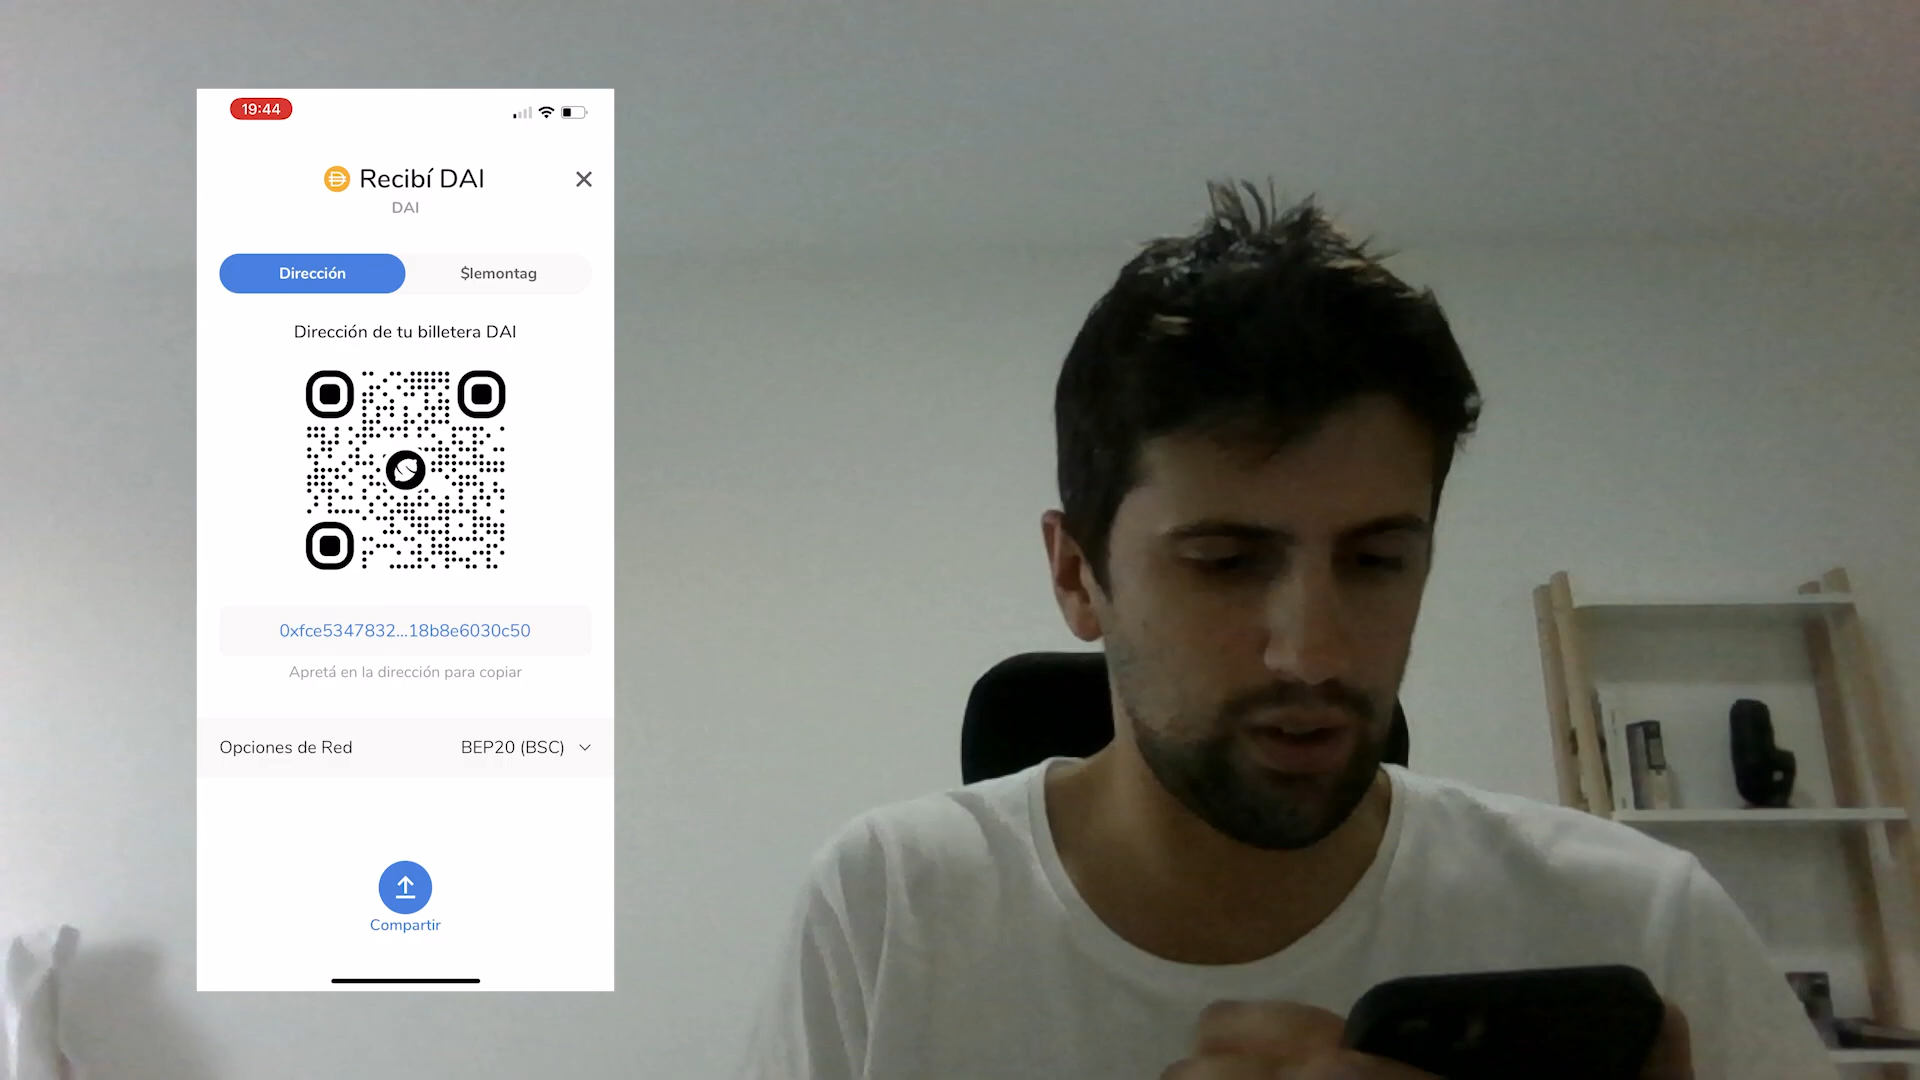 19:44
Recibí DAI
DAI
Dirección
$lemontag
Dirección de tu billetera DAI
0xfce5347832...18b8e6030c50
Apretá en la dirección para copiar
Opciones de Red
BEP20 (BSC)
Compartir